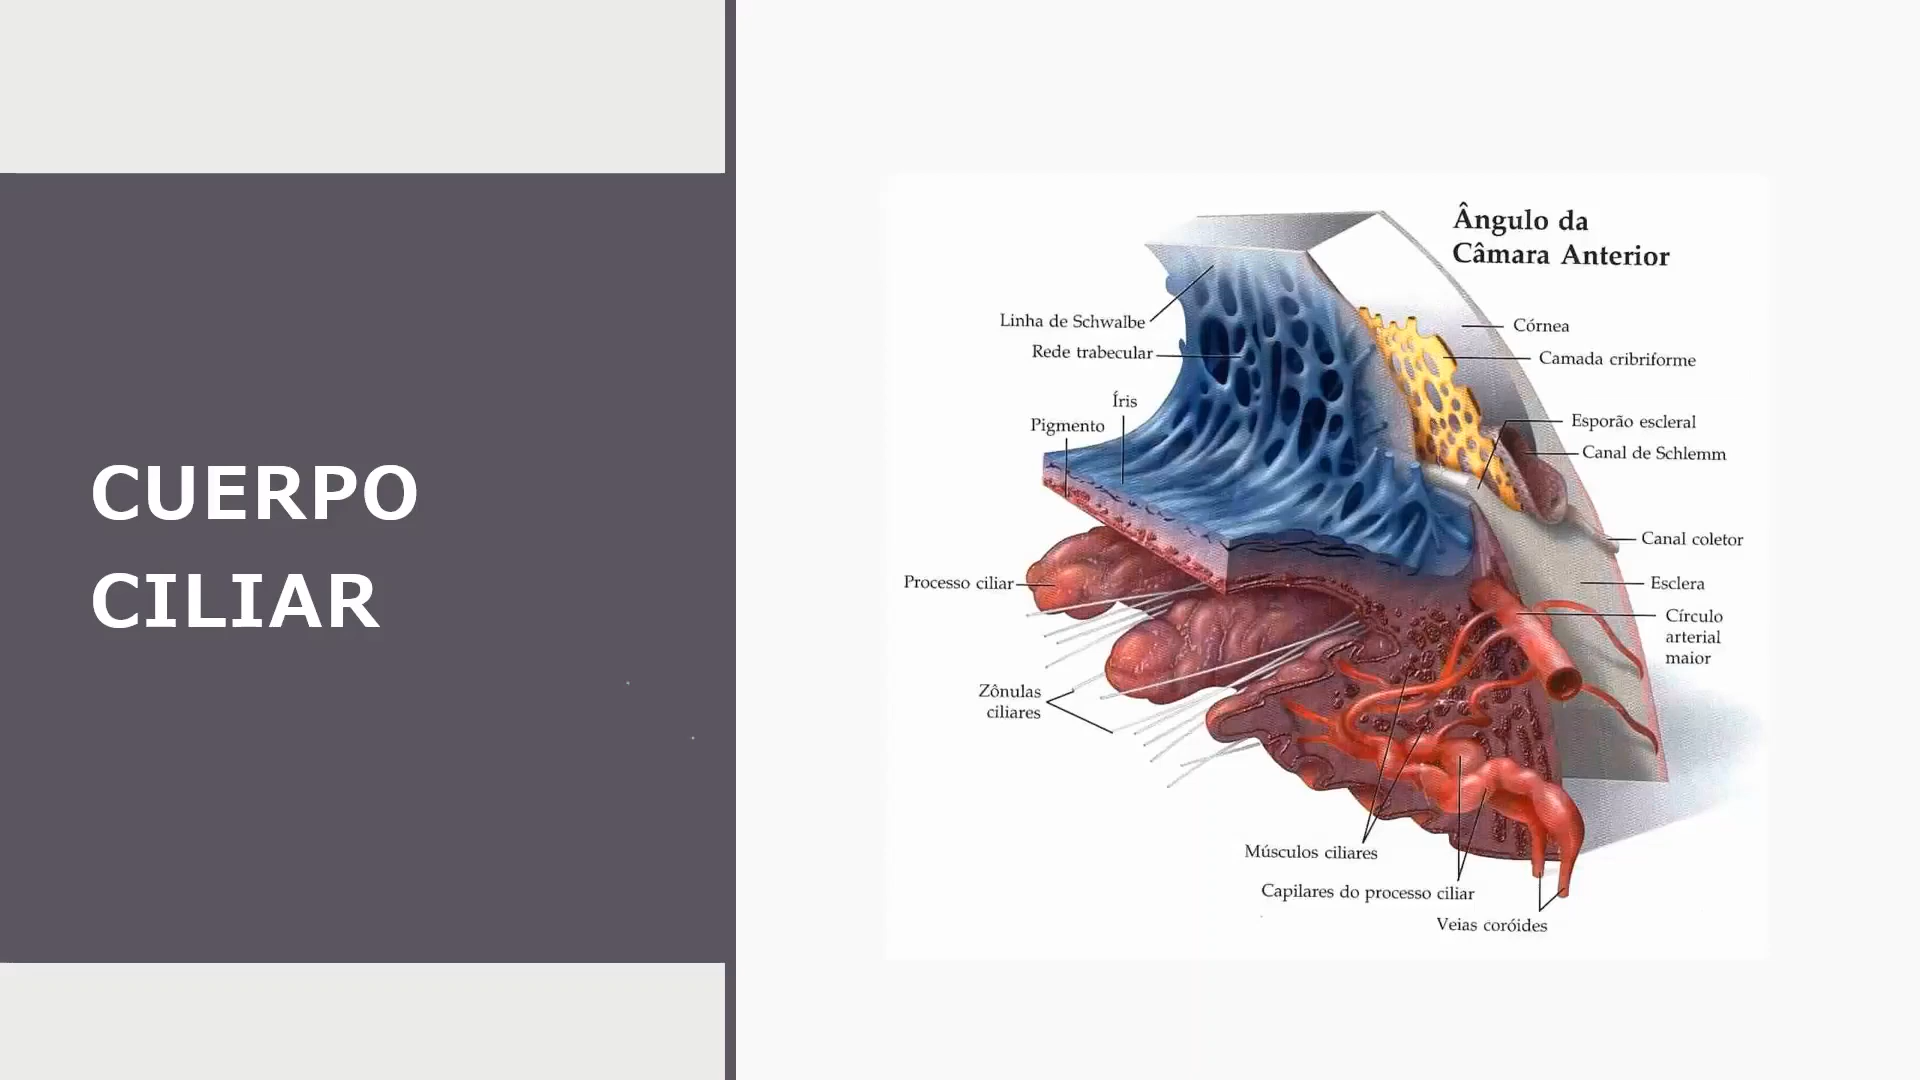 CUERPO
CILIAR
Ângulo da
Câmara Anterior
Linha de Schwalbe
Rede trabecular
Íris
Pigmento
Processo ciliar
Zônulas
ciliares
Córnea
Camada cribriforme
Esporão escleral
Canal de Schlemm
Canal coletor
Esclera
Círculo
arterial
maior
Músculos ciliares
Capilares do processo ciliar
Veias coróides